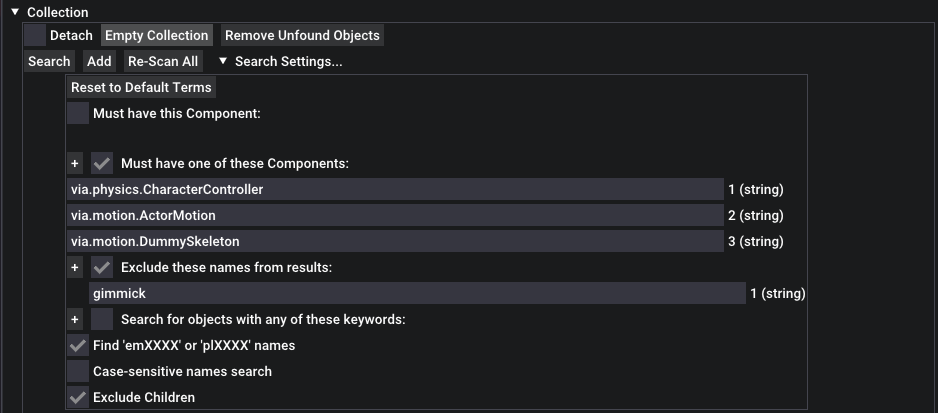 Collection
Detach Empty Collection Remove Unfound Objects
Search Add Re-Scan All Search Settings...
Reset to Default Terms
Must have this Component:
+ Must have one of these Components:
via.physics.CharacterController 1 (string)
via.motion.ActorMotion 2 (string)
via.motion.DummySkeleton 3 (string)
+ Exclude these names from results:
gimmick 1 (string)
+ Search for objects with any of these keywords:
Find 'emXXXX' or 'plXXXX' names
Case-sensitive names search
Exclude Children